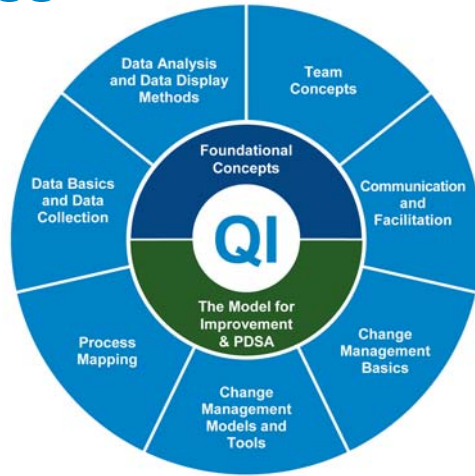 Data Analysis
and Data Display
Methods
Team
Concepts
Foundational
Concepts
Data Basics
and Data
Collection
Communication
and
Facilitation
QI
The Model for
Improvement
& PDSA
Process
Mapping
Change
Management
Basics
Change
Management
Models and
Tools